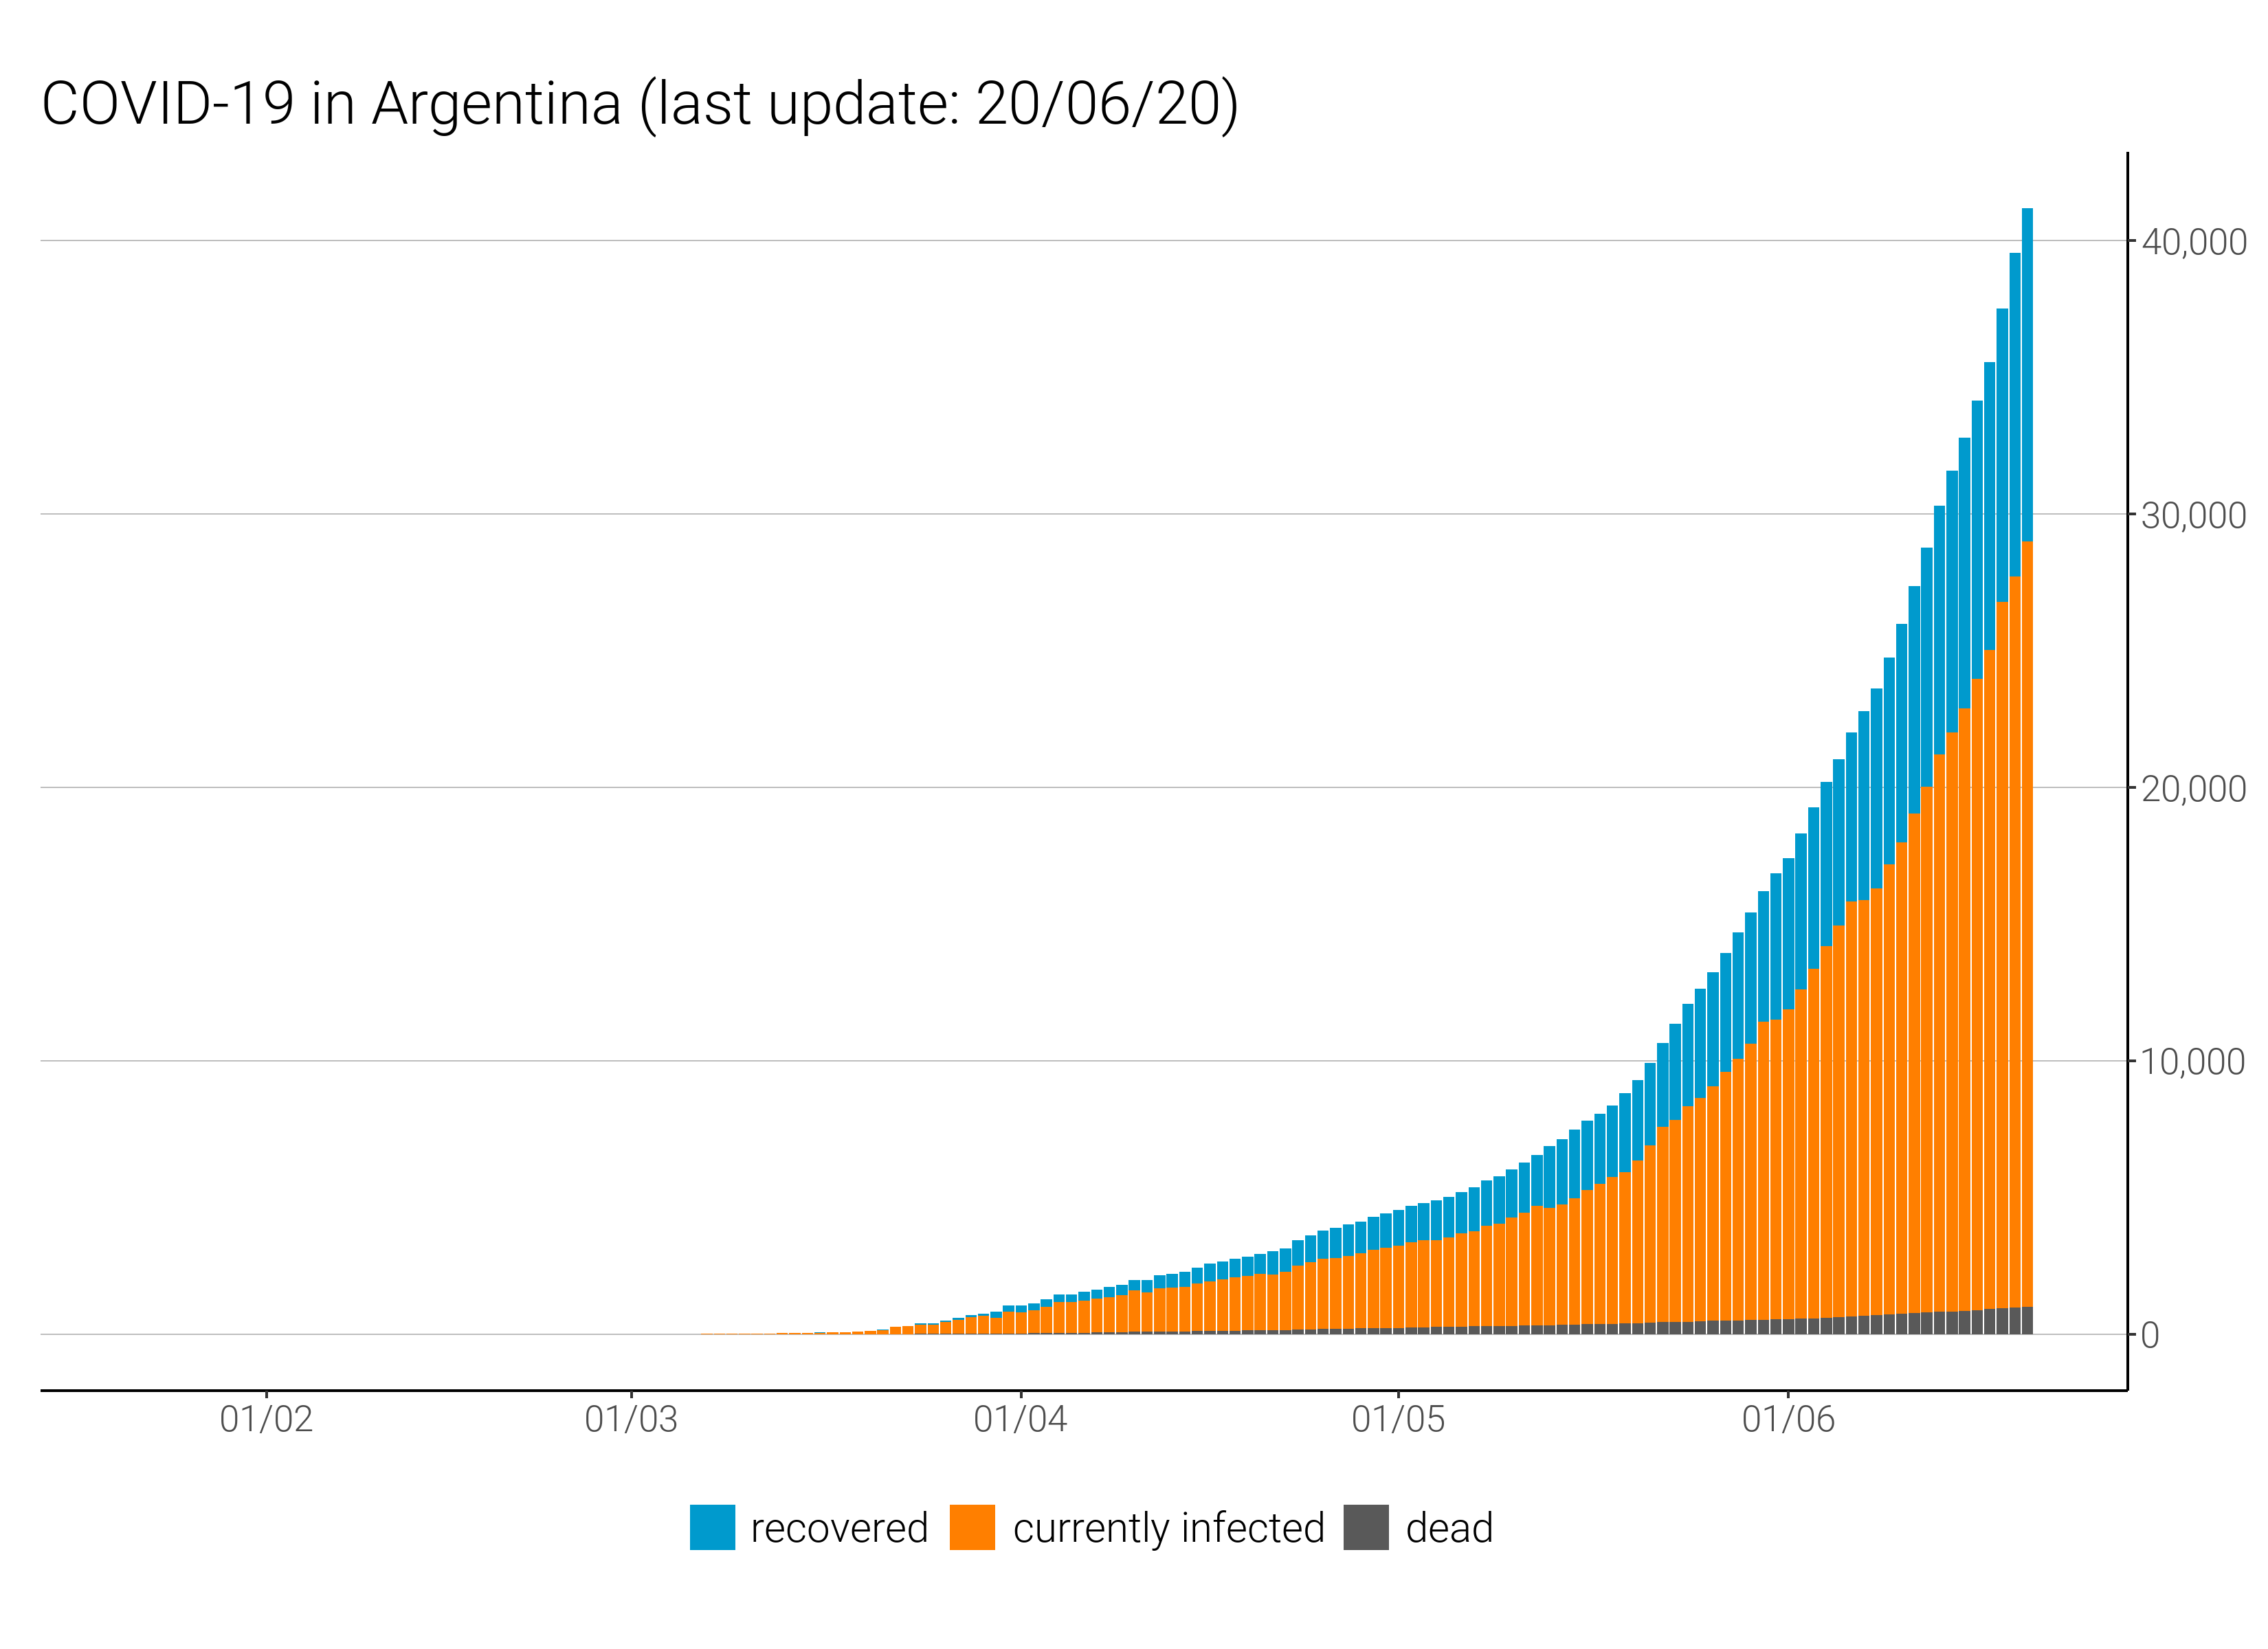 COVID-19 in Argentina (last update: 20/06/20)
40,000
30,000
20,000
10,000
0
01/02 01/03 01/04 01/05 01/06
recovered currently infected dead